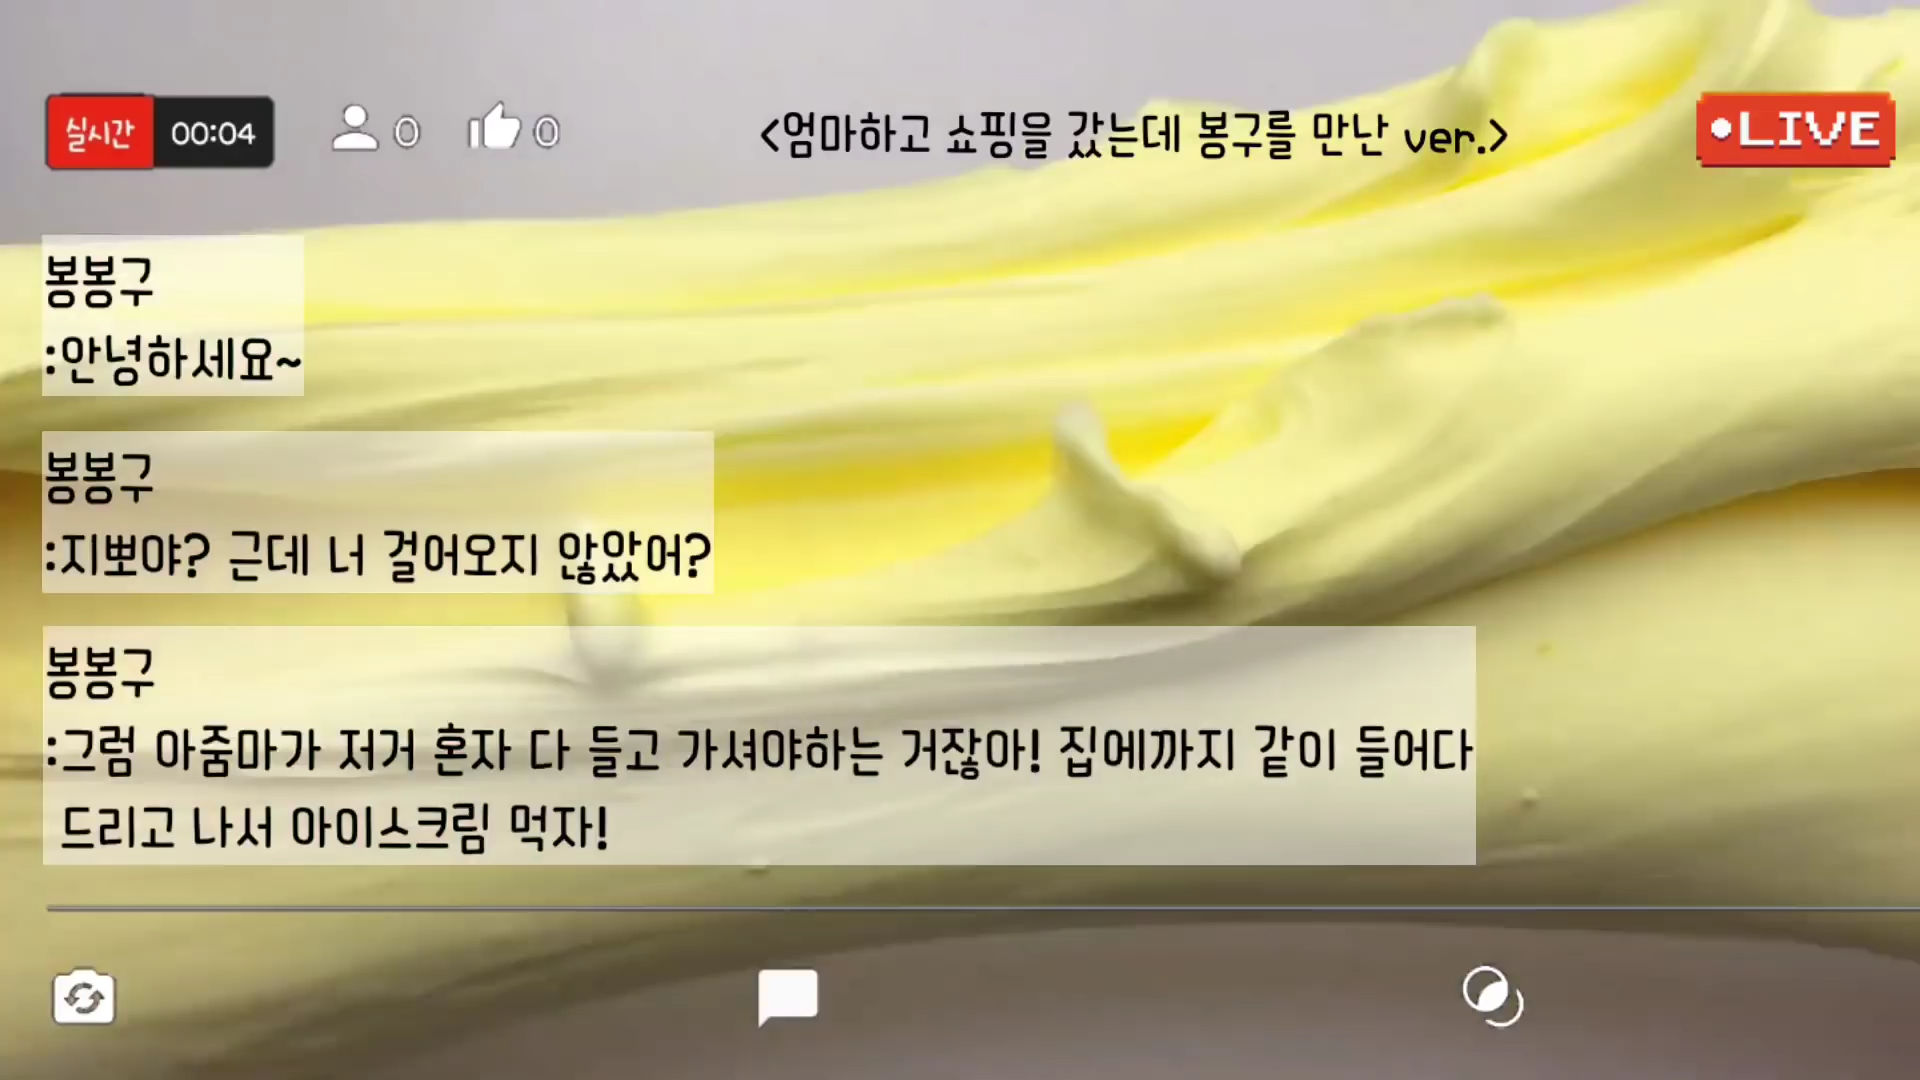 실시간 00:04 0 0 <엄마하고 쇼핑을 갔는데 봉구를 만난 ver.> LIVE
봉봉구
:안녕하세요~
봉봉구
:지뽀야? 근데 너 걸어오지 않았어?
봉봉구
:그럼 아줌마가 저거 혼자 다 들고 가셔야하는 거잖아! 집에까지 같이 들어다
드리고 나서 아이스크림 먹자!